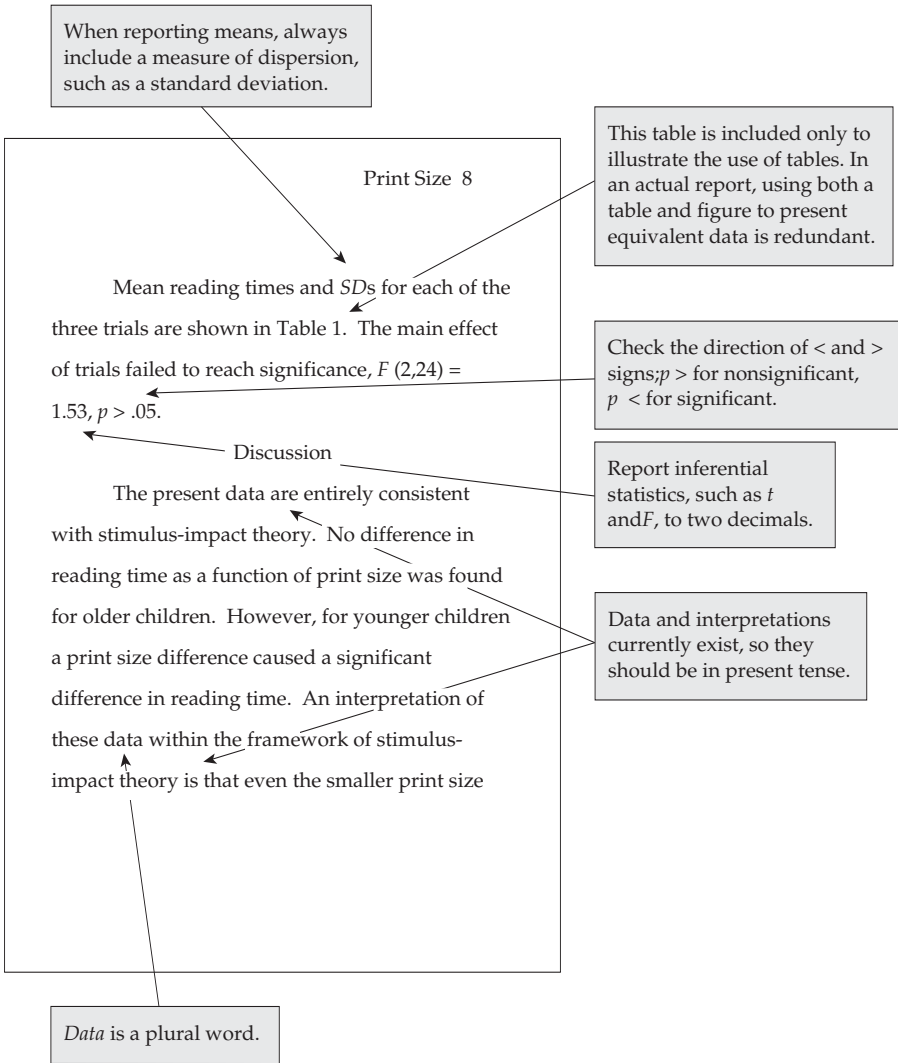 When reporting means, always
include a measure of dispersion,
such as a standard deviation.
This table is included only to
illustrate the use of tables. In
an actual report, using both a
table and figure to present
equivalent data is redundant.
Print Size 8
Mean reading times and SDs for each of the
three trials are shown in Table 1. The main effect
of trials failed to reach significance, F (2,24) =
1.53, p > .05.
Check the direction of < and >
signs;p > for nonsignificant,
p < for significant.
Discussion
Report inferential
statistics, such as t
andF, to two decimals.
The present data are entirely consistent
with stimulus-impact theory. No difference in
reading time as a function of print size was found
for older children. However, for younger children
a print size difference caused a significant
difference in reading time. An interpretation of
these data within the framework of stimulus-
impact theory is that even the smaller print size
Data and interpretations
currently exist, so they
should be in present tense.
Data is a plural word.